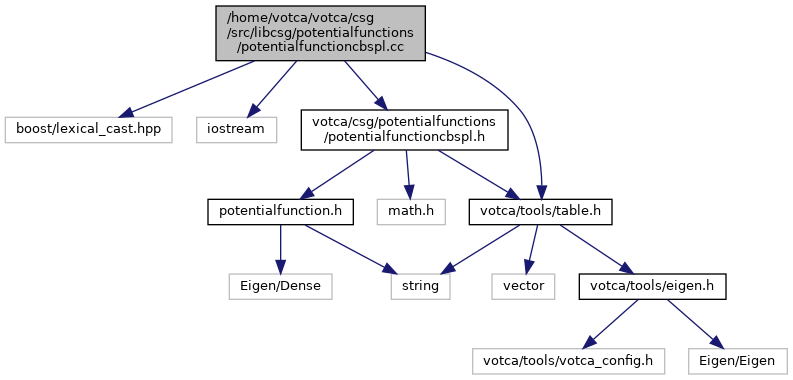 /home/votca/votca/csg
/src/libcsg/potentialfunctions
/potentialfunctioncbspl.cc
boost/lexical_cast.hpp
iostream
votca/csg/potentialfunctions
/potentialfunctioncbspl.h
potentialfunction.h
math.h
votca/tools/table.h
Eigen/Dense
string
vector
votca/tools/eigen.h
votca/tools/votca_config.h
Eigen/Eigen